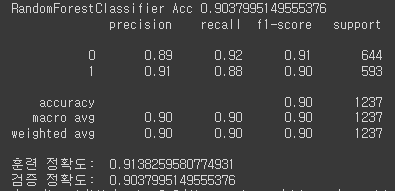 RandomForestClassifier Acc 0.9037995149555376
precision recall f1-score support
0 0.89 0.92 0.91 644
1 0.91 0.88 0.90 593
accuracy 0.90 1237
macro avg 0.90 0.90 0.90 1237
weighted avg 0.90 0.90 0.90 1237
훈련 정확도: 0.9138259580774931
검증 정확도: 0.9037995149555376